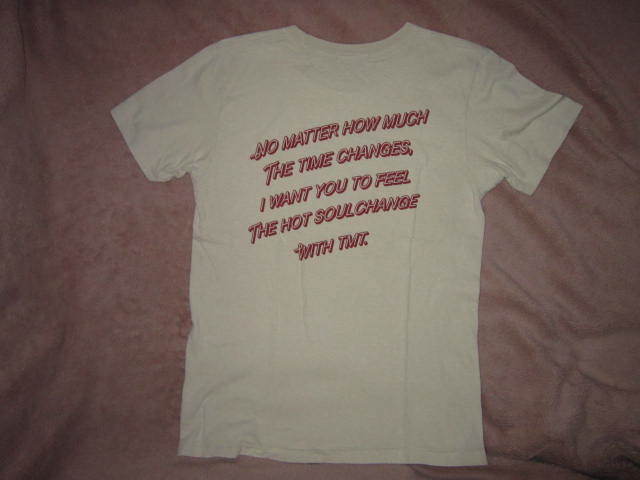 NO MATTER HOW MUCH
THE TIME CHANGES,
I WANT YOU TO FEEL
THE HOT SOULCHANGE
WITH TMT.